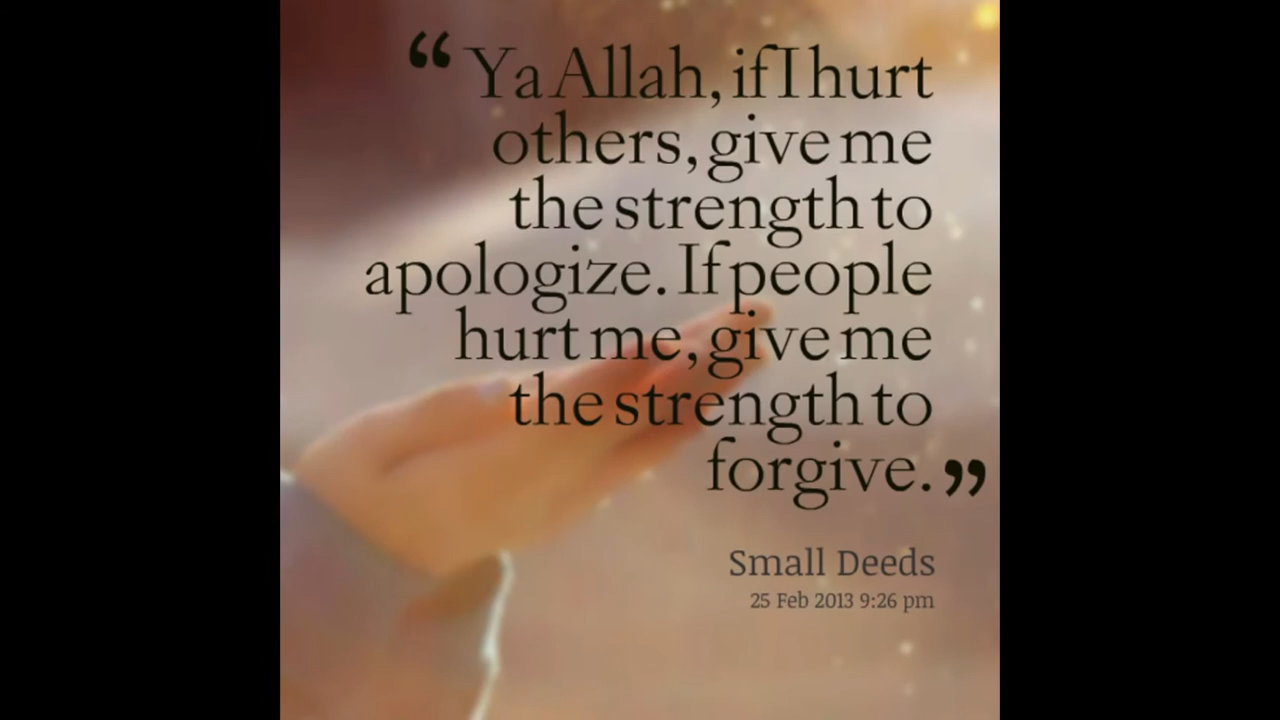 “ Ya Allah, if I hurt
others, give me
the strength to
apologize. If people
hurt me, give me
the strength to
forgive. ”
Small Deeds
25 Feb 2013 9:26 pm